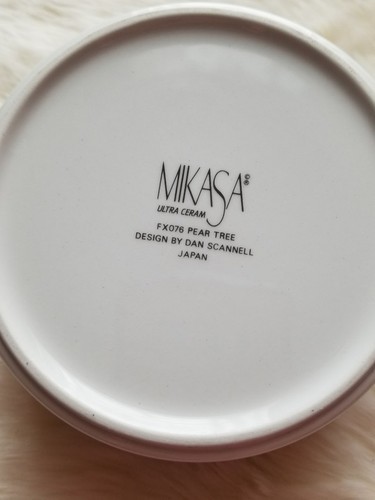 MIKASA ©®
ULTRA CERAM
FX076 PEAR TREE
DESIGN BY DAN SCANNELL
JAPAN